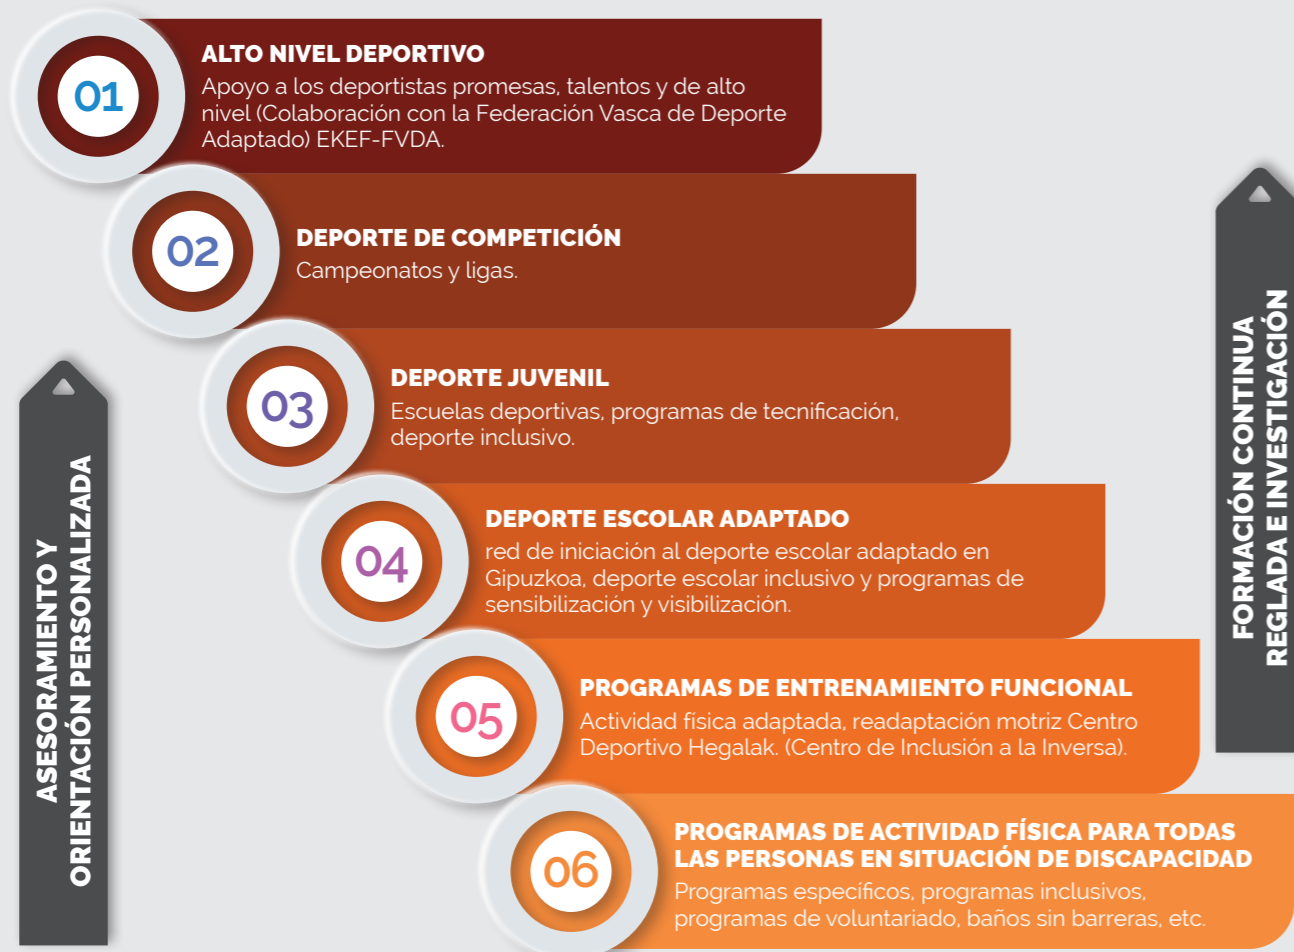 01
ALTO NIVEL DEPORTIVO
Apoyo a los deportistas promesas, talentos y de alto
nivel (Colaboración con la Federación Vasca de Deporte
Adaptado) EKEF-FVDA.
02
DEPORTE DE COMPETICIÓN
Campeonatos y ligas.
03
DEPORTE JUVENIL
Escuelas deportivas, programas de tecnificación,
deporte inclusivo.
04
DEPORTE ESCOLAR ADAPTADO
red de iniciación al deporte escolar adaptado en
Gipuzkoa, deporte escolar inclusivo y programas de
sensibilización y visibilización.
05
PROGRAMAS DE ENTRENAMIENTO FUNCIONAL
Actividad física adaptada, readaptación motriz Centro
Deportivo Hegalak. (Centro de Inclusión a la Inversa).
06
PROGRAMAS DE ACTIVIDAD FÍSICA PARA TODAS
LAS PERSONAS EN SITUACIÓN DE DISCAPACIDAD
Programas específicos, programas inclusivos,
programas de voluntariado, baños sin barreras, etc.
ASESORAMIENTO Y
ORIENTACIÓN PERSONALIZADA
FORMACIÓN CONTINUA
REGLADA E INVESTIGACIÓN